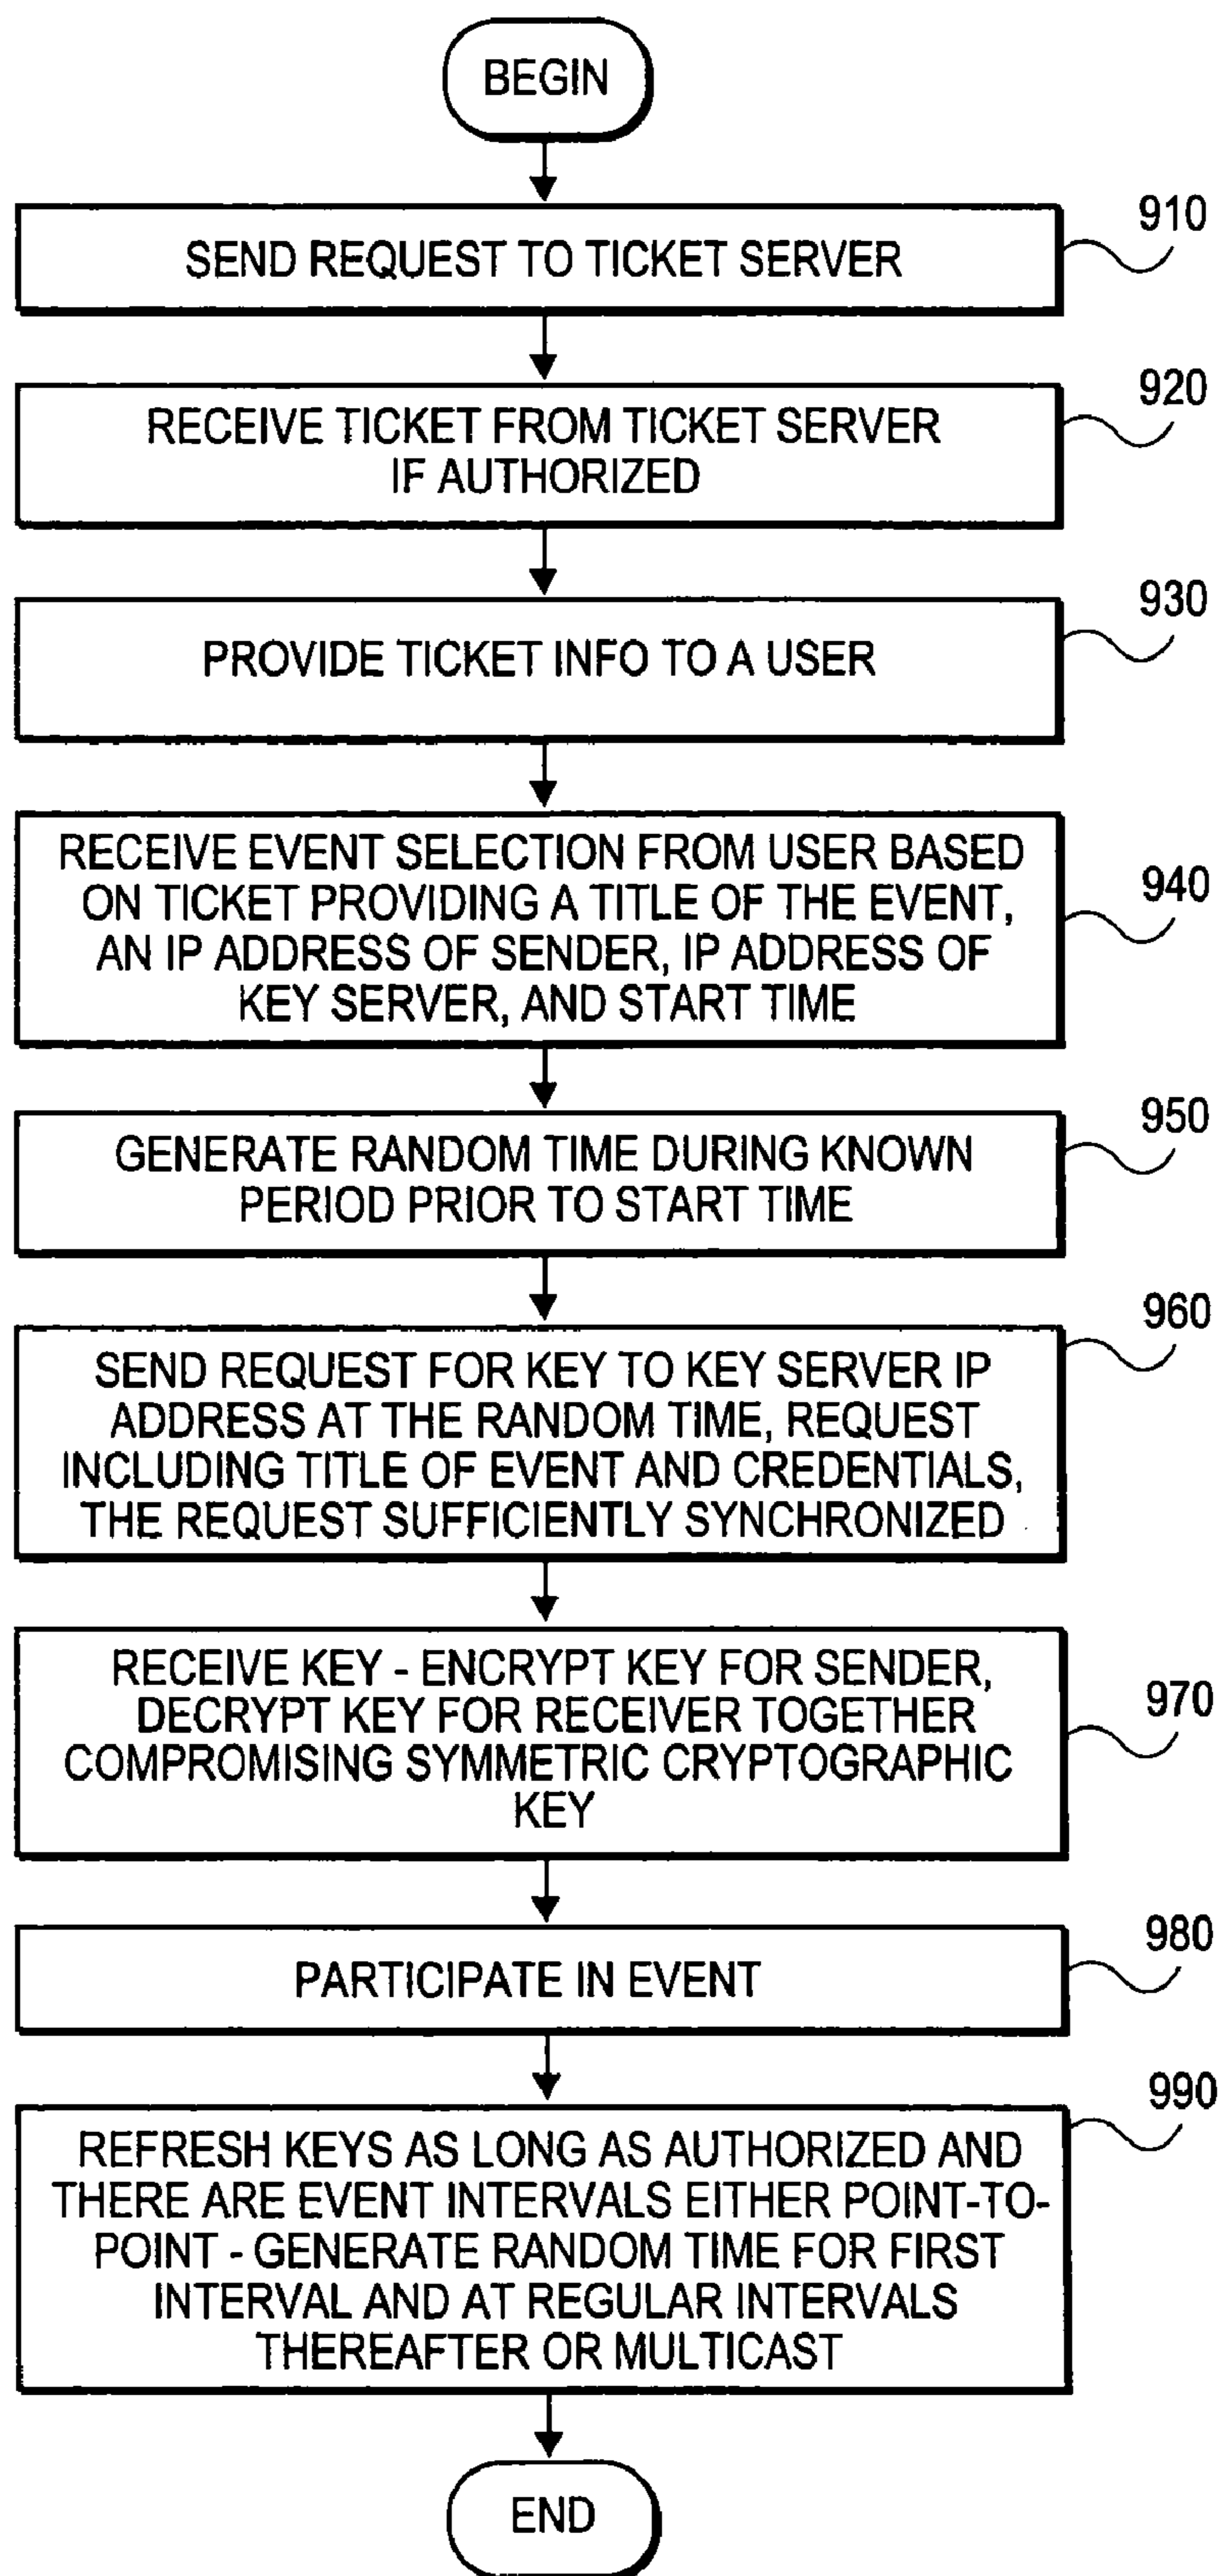 BEGIN
SEND REQUEST TO TICKET SERVER
910
RECEIVE TICKET FROM TICKET SERVER
IF AUTHORIZED
920
PROVIDE TICKET INFO TO A USER
930
RECEIVE EVENT SELECTION FROM USER BASED
ON TICKET PROVIDING A TITLE OF THE EVENT,
AN IP ADDRESS OF SENDER, IP ADDRESS OF
KEY SERVER, AND START TIME
940
GENERATE RANDOM TIME DURING KNOWN
PERIOD PRIOR TO START TIME
950
SEND REQUEST FOR KEY TO KEY SERVER IP
ADDRESS AT THE RANDOM TIME, REQUEST
INCLUDING TITLE OF EVENT AND CREDENTIALS,
THE REQUEST SUFFICIENTLY SYNCHRONIZED
960
RECEIVE KEY - ENCRYPT KEY FOR SENDER,
DECRYPT KEY FOR RECEIVER TOGETHER
COMPROMISING SYMMETRIC CRYPTOGRAPHIC
KEY
970
PARTICIPATE IN EVENT
980
REFRESH KEYS AS LONG AS AUTHORIZED AND
THERE ARE EVENT INTERVALS EITHER POINT-TO-
POINT - GENERATE RANDOM TIME FOR FIRST
INTERVAL AND AT REGULAR INTERVALS
THEREAFTER OR MULTICAST
990
END